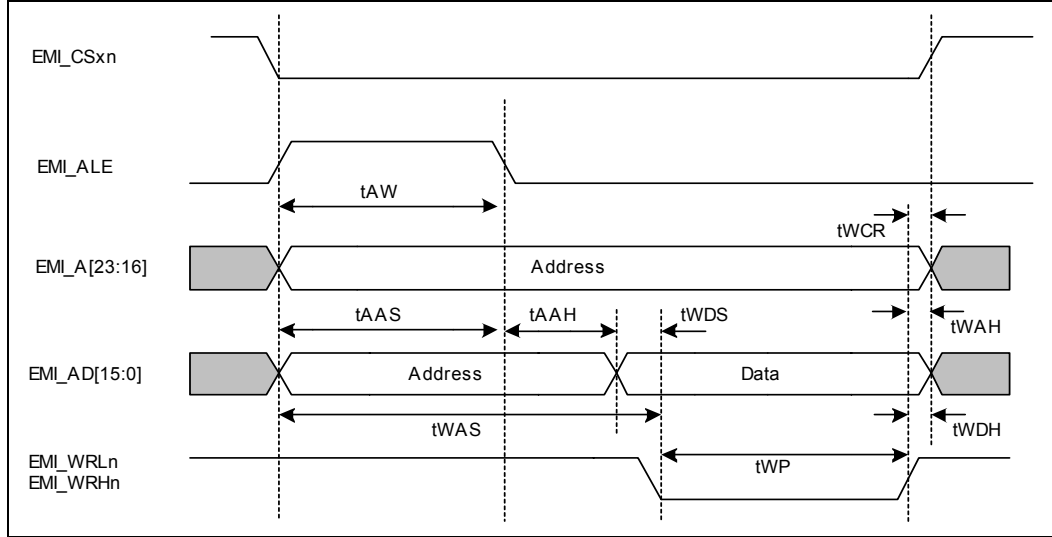 EMI_CSxn
EMI_ALE
tAW
tWCR
EMI_A[23:16]
Address
tAAS
tAAH
tWDS
tWAH
EMI_AD[15:0]
Address
Data
tWAS
tWDH
EMI_WRLn
EMI_WRHn
tWP